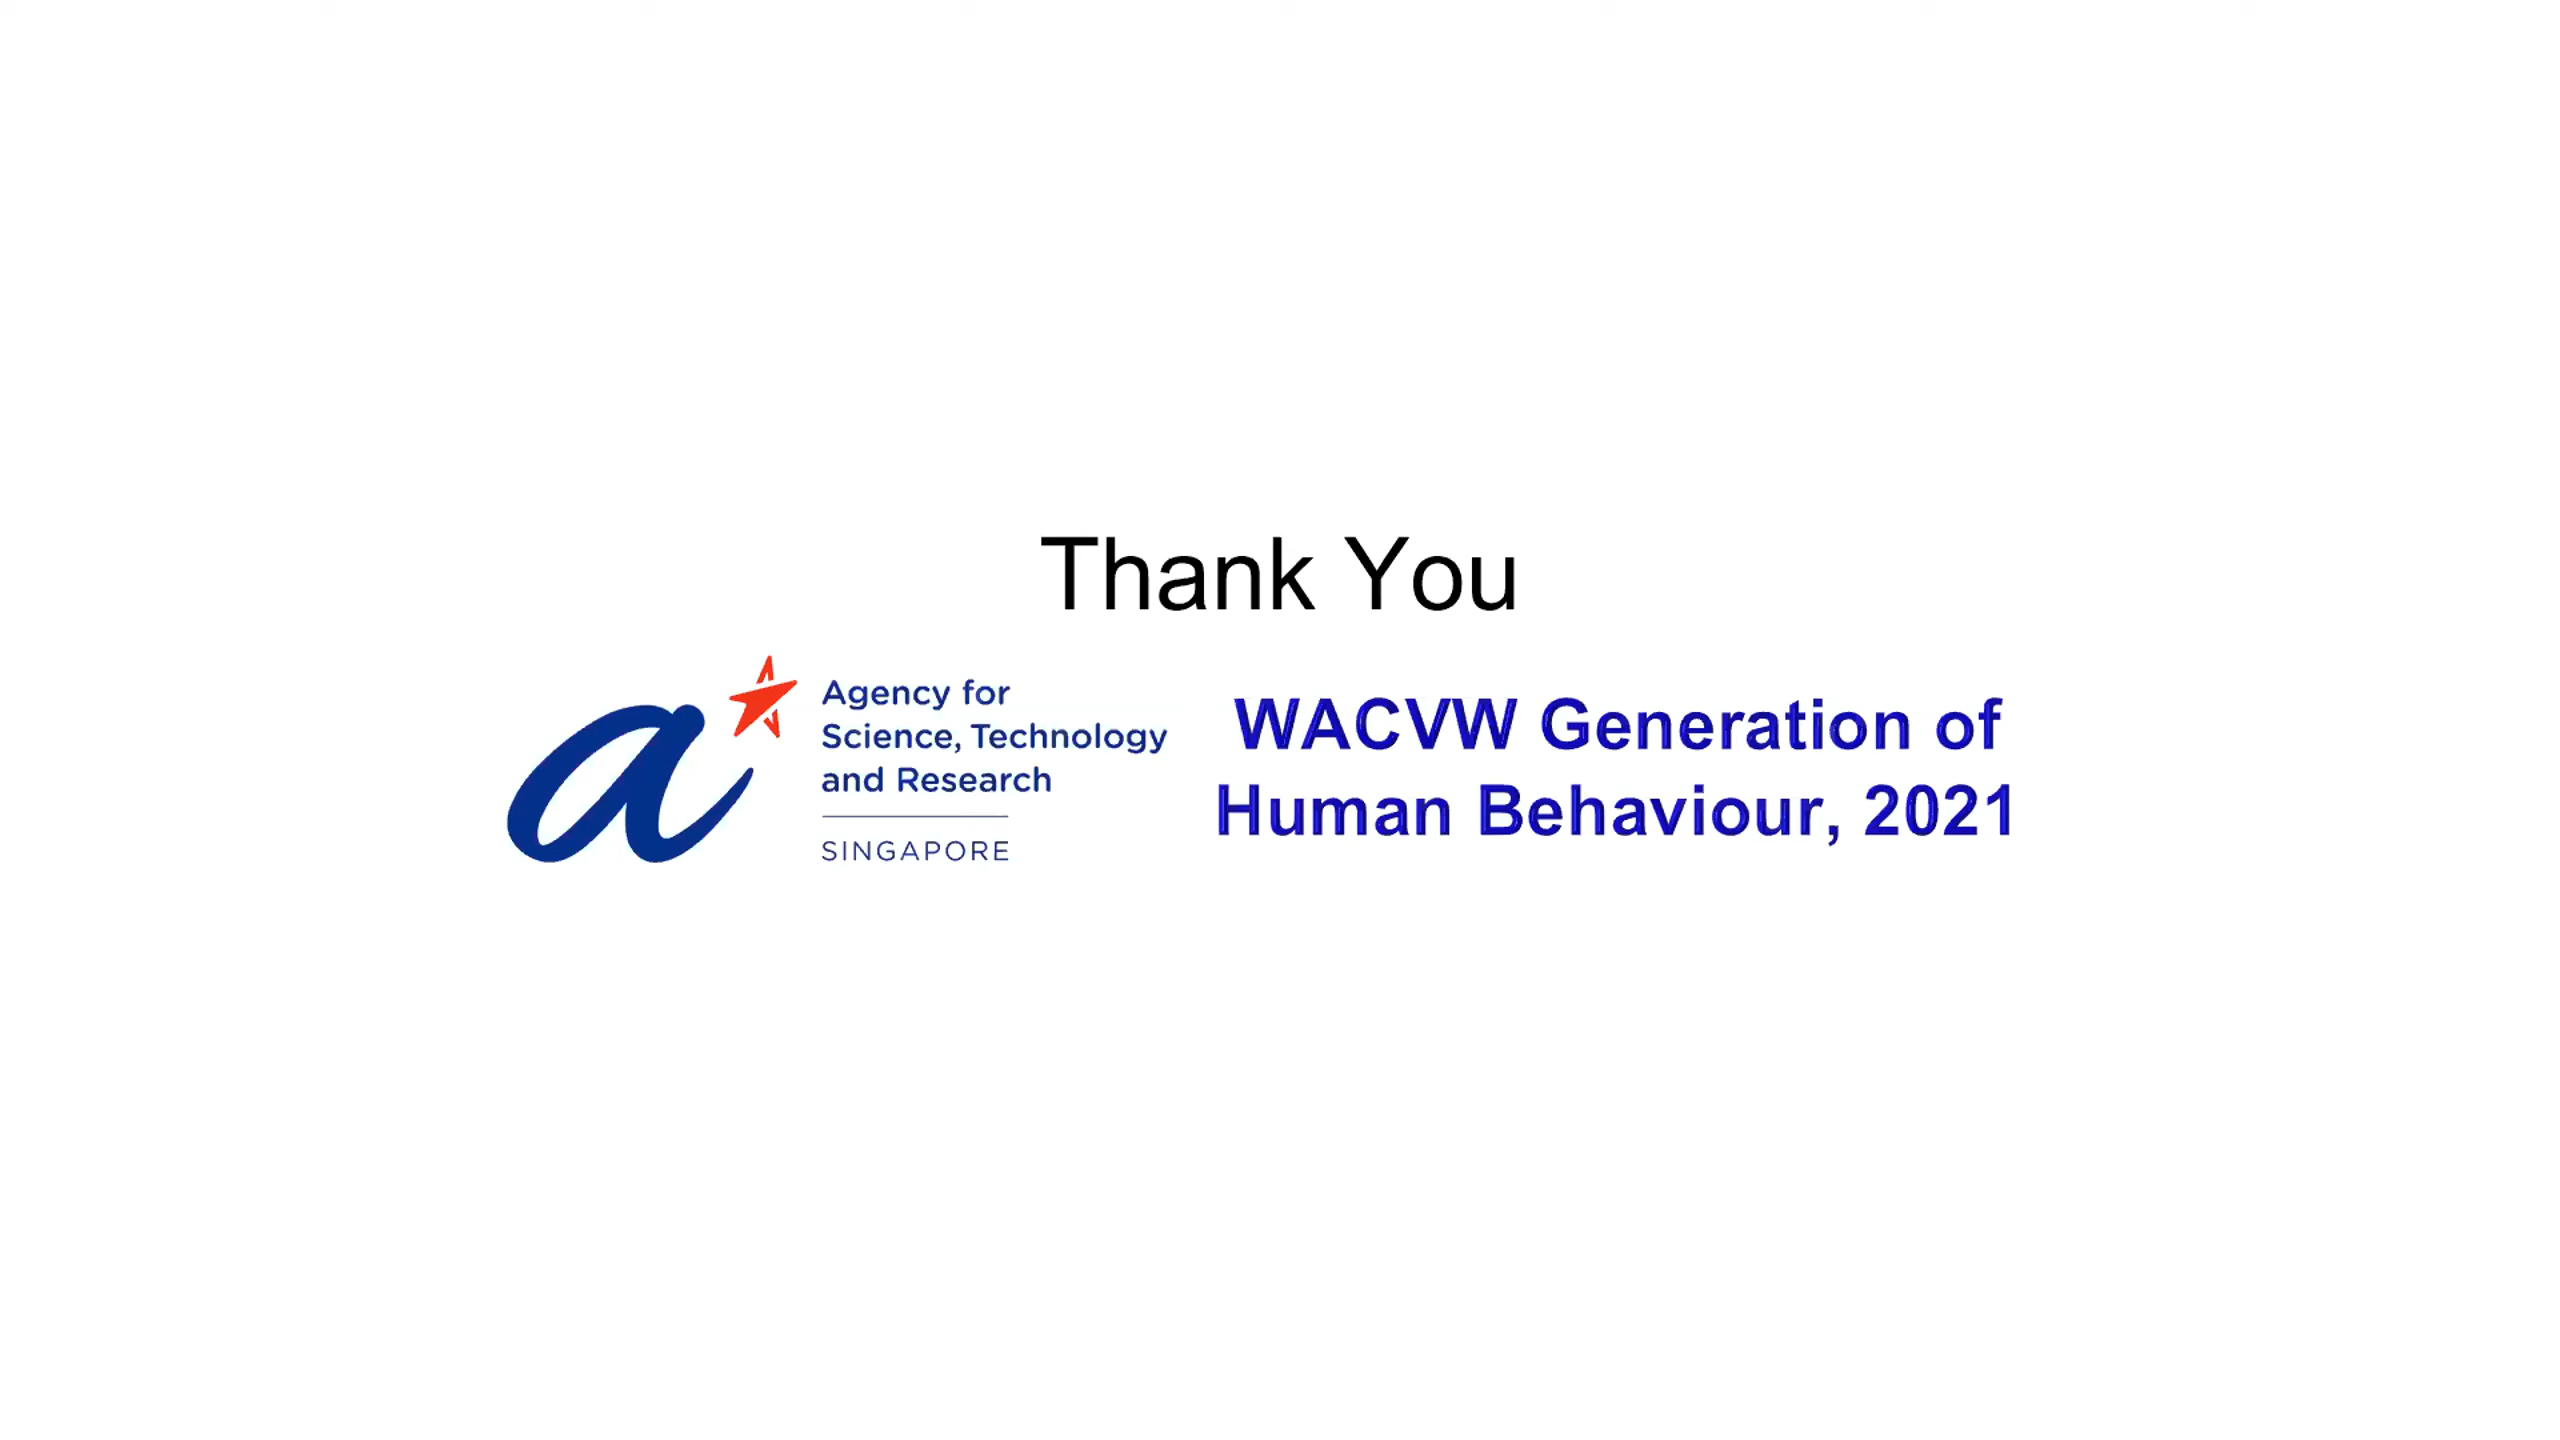 Thank You
a
Agency for
Science, Technology
and Research
SINGAPORE
WACVW Generation of
Human Behaviour, 2021